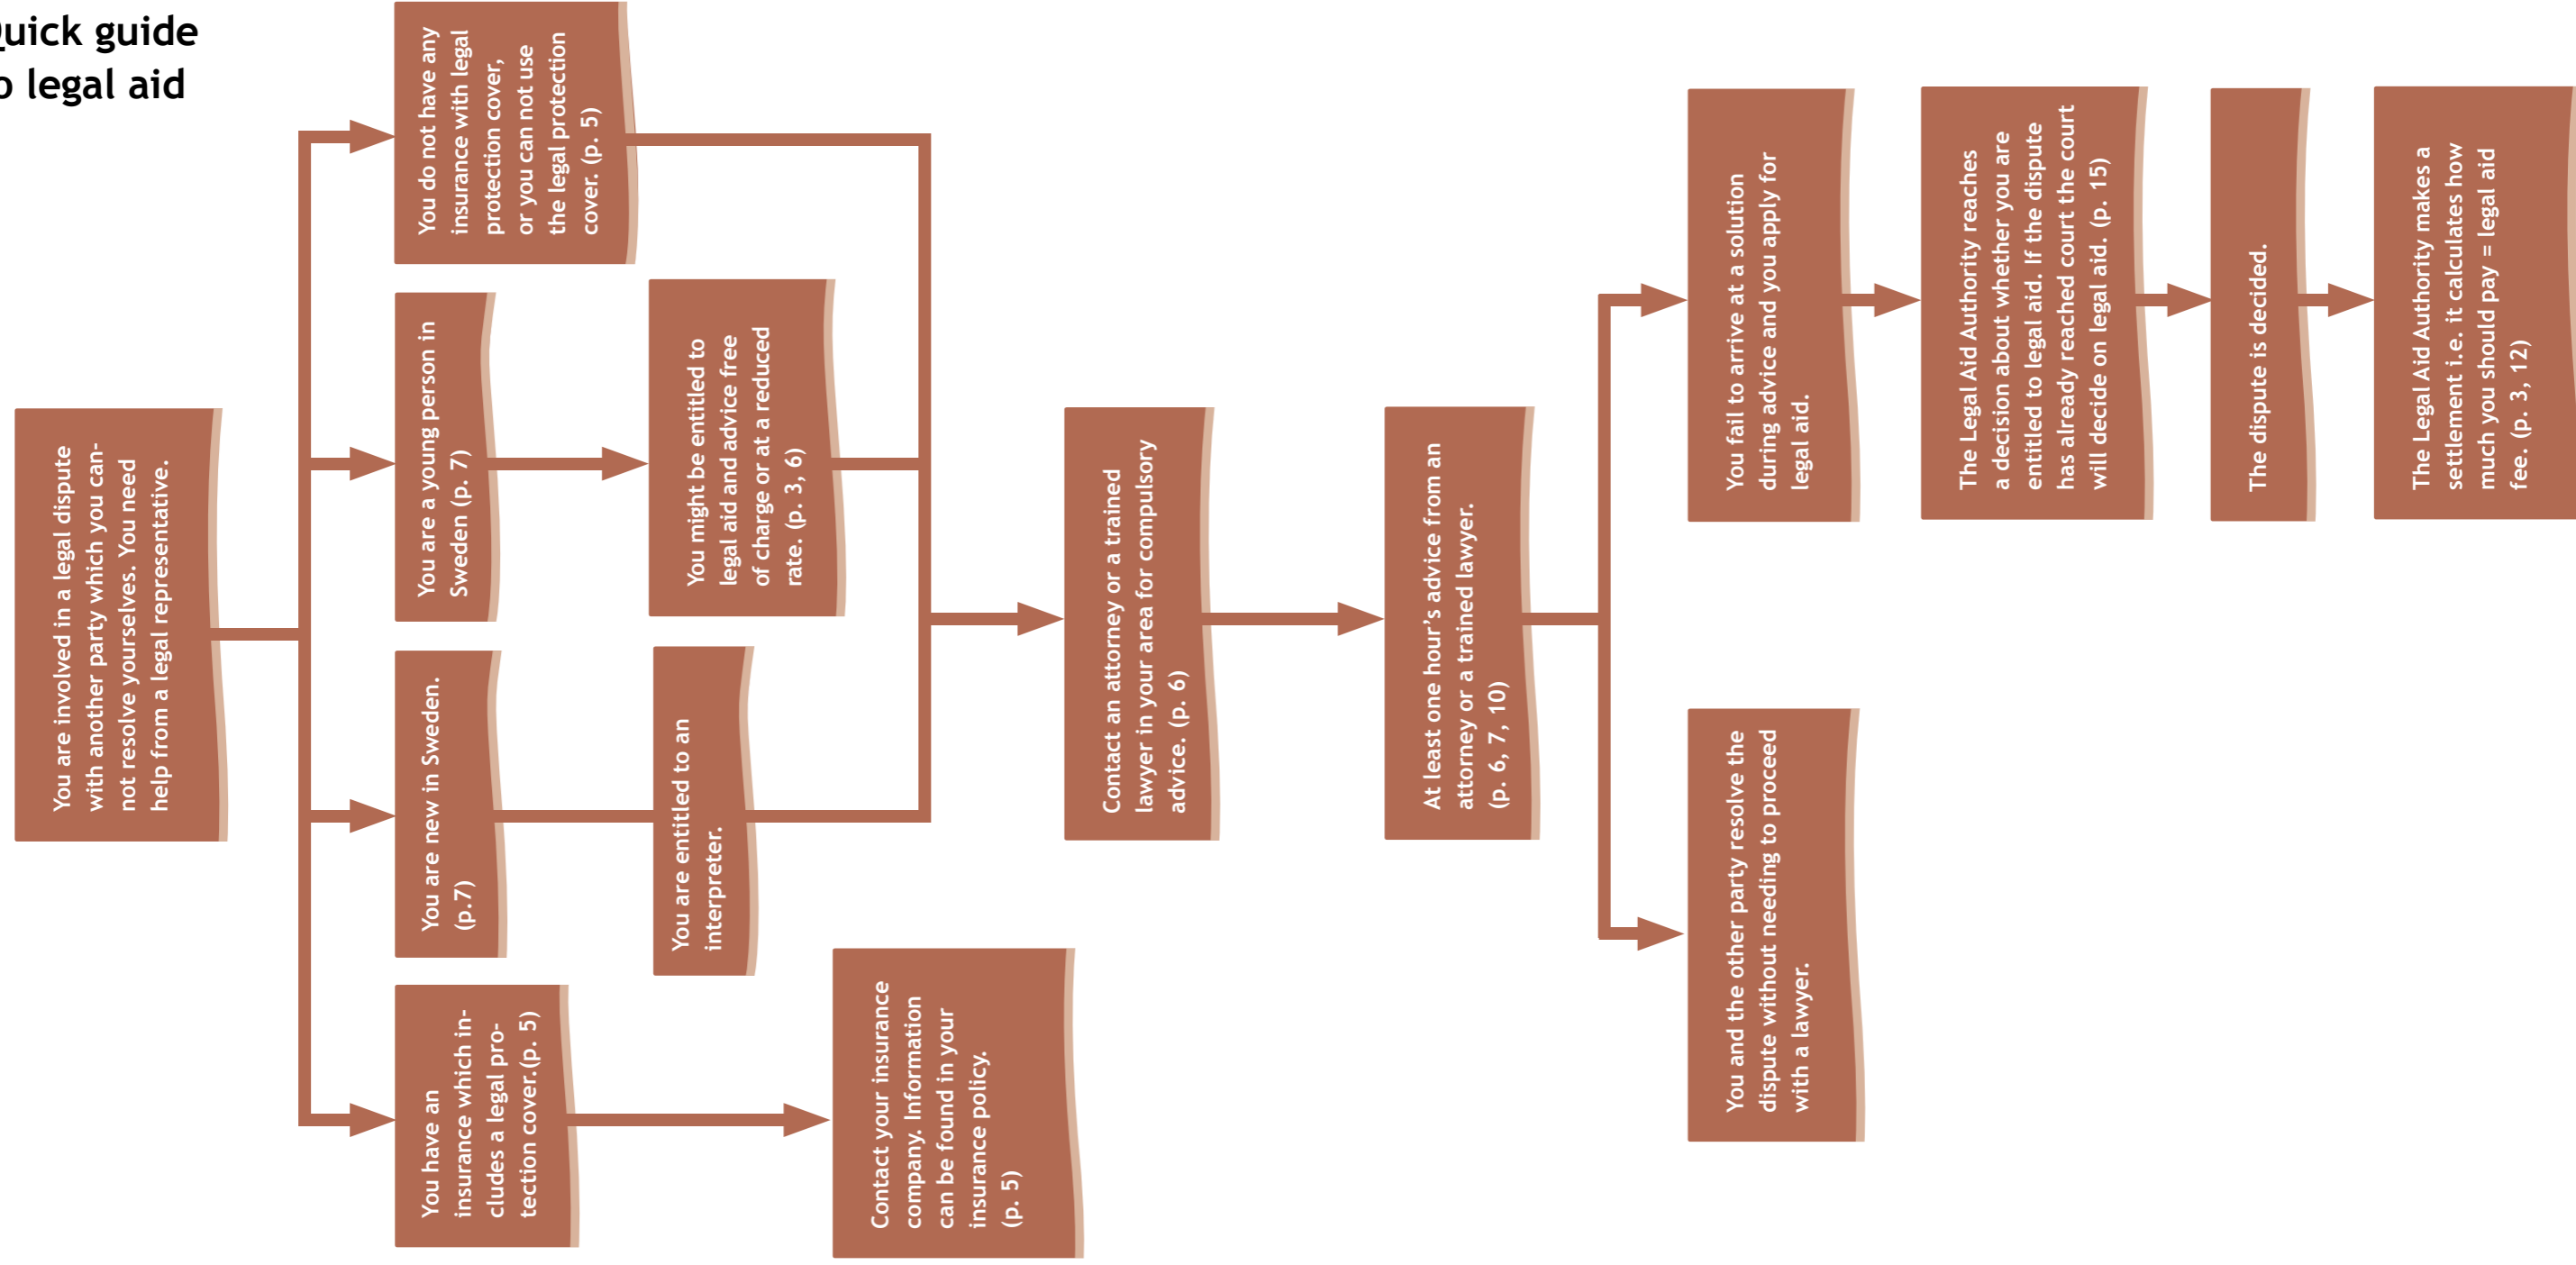 uick guide
o legal aid
You are involved in a legal dispute
with another party which you can-
not resolve yourselves. You need
help from a legal representative.
You have an
insurance which in-
cludes a legal pro-
tection cover.(p. 5)
Contact your insurance
company. Information
can be found in your
insurance policy.
(p. 5)
You are new in Sweden.
(p.7)
You are entitled to an
interpreter.
You are a young person in
Sweden (p. 7)
You might be entitled to
legal aid and advice free
of charge or at a reduced
rate. (p. 3, 6)
You do not have any
insurance with legal
protection cover,
or you can not use
the legal protection
cover. (p. 5)
Contact an attorney or a trained
lawyer in your area for compulsory
advice. (p. 6)
At least one hour's advice from an
attorney or a trained lawyer.
(p. 6, 7, 10)
You and the other party resolve the
dispute without needing to proceed
with a lawyer.
You fail to arrive at a solution
during advice and you apply for
legal aid.
The Legal Aid Authority reaches
a decision about whether you are
entitled to legal aid. If the dispute
has already reached court the court
will decide on legal aid. (p. 15)
The dispute is decided.
The Legal Aid Authority makes a
settlement i.e. it calculates how
much you should pay = legal aid
fee. (p. 3, 12)